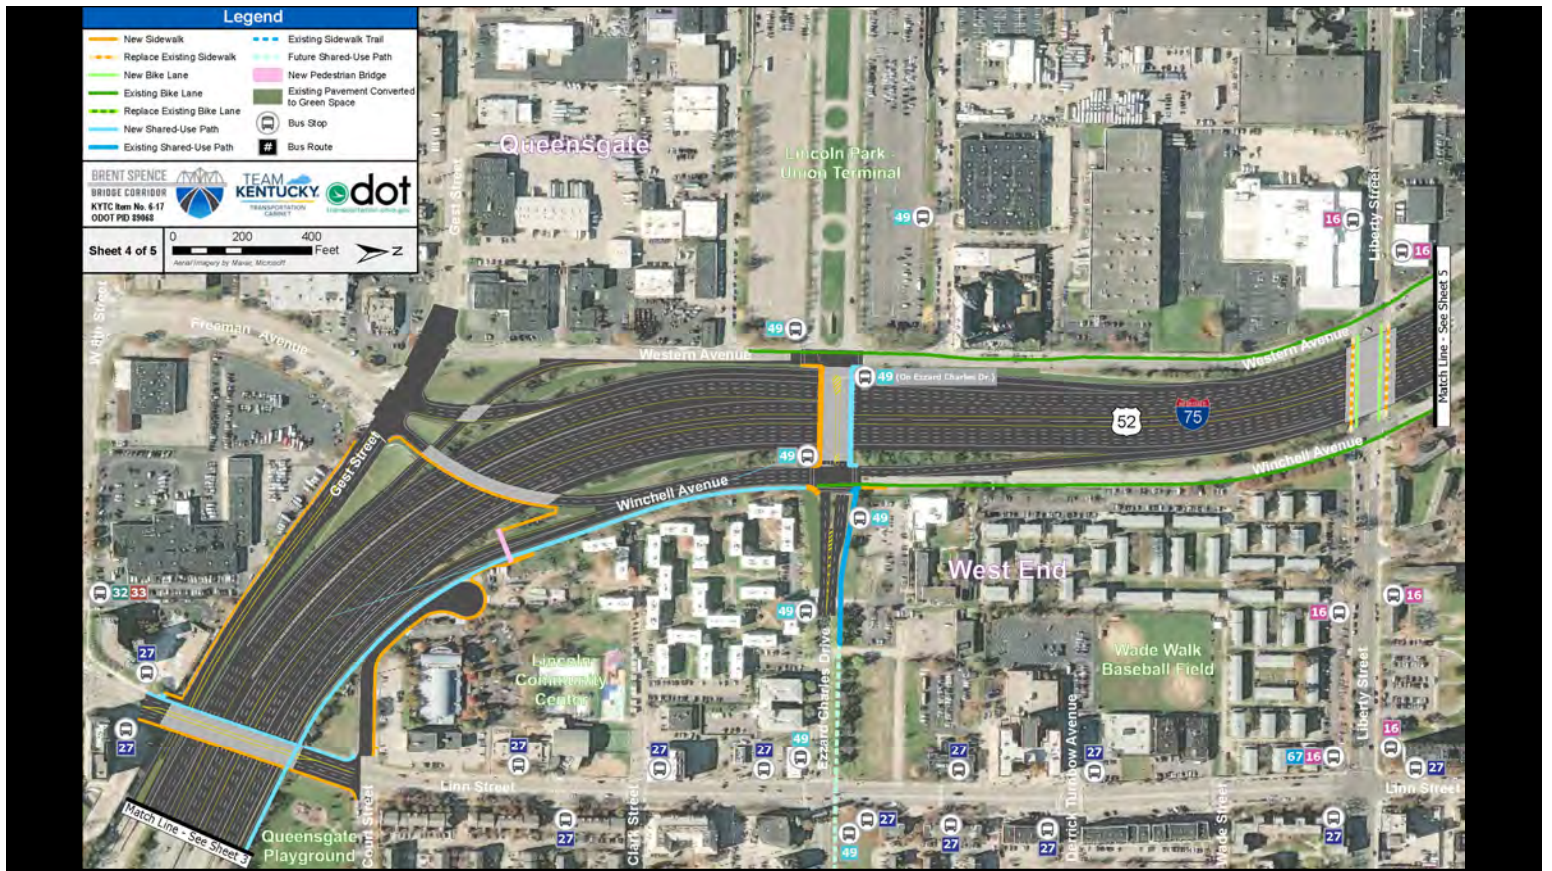 Legend
New Sidewalk
Replace Existing Sidewalk
New Bike Lane
Existing Bike Lane
Replace Existing Bike Lane
New Shared-Use Path
Existing Shared-Use Path
Existing Sidewalk Trail
Future Shared-Use Path
New Pedestrian Bridge
Existing Pavement Converted
to Green Space
Bus Stop
# Bus Route
BRENT SPENCE
BRIDGE CORRIDOR
KYTC Item No. 6-17
ODOT PID 89068
TEAM
KENTUCKY
TRANSPORTATION
CABINET
odot
Sheet 4 of 5
0 200 400
Feet
N
Aerial Imagery by Maxar, Microsoft
Queensgate
Lincoln Park -
Union Terminal
Gest Street
Liberty Street
49
16
16
W 8th Street
Freeman Avenue
49
Western Avenue
Western Avenue
Match Line - See Sheet 5
49 (On Ezzard Charles Dr.)
52
75
Gest Street
49
Winchell Avenue
Winchell Avenue
49
West End
32 33
49
16
16
27
Lincoln
Community
Center
Wade Walk
Baseball Field
Ezzard Charles Drive
Derrick Turnbow Avenue
Liberty Street
27
27
27
27
49
27
27
67 16
16
27
Linn Street
Linn Street
Match Line - See Sheet 3
Queensgate
Playground
Court Street
Clark Street
Wade Street
27
49
27
27
27
27